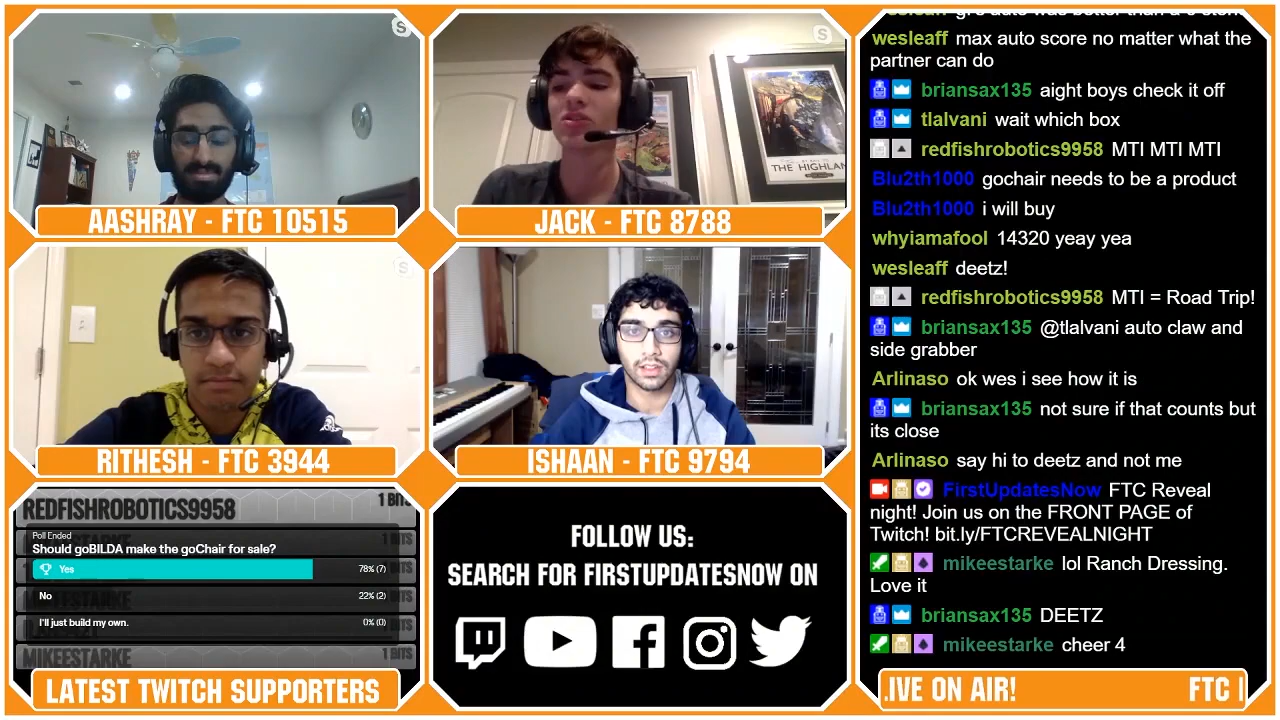 THE HIGHLAN
AASHRAY - FTC 10515
JACK - FTC 8788
RITHESH - FTC 3944
ISHAAN - FTC 9794
REDFISHROBOTICS9958
1 BITS
Poll Ended
Should goBILDA make the goChair for sale?
Yes 78% (7)
No 22% (2)
I'll just build my own. 0% (0)
MIKEESTARKE 1 BITS
LATEST TWITCH SUPPORTERS
FOLLOW US:
SEARCH FOR FIRSTUPDATESNOW ON
wesleaff max auto score no matter what the
partner can do
briansax135 aight boys check it off
tlalvani wait which box
redfishrobotics9958 MTI MTI MTI
Blu2th1000 gochair needs to be a product
Blu2th1000 i will buy
whyiamafool 14320 yeay yea
wesleaff deetz!
redfishrobotics9958 MTI = Road Trip!
briansax135 @tlalvani auto claw and
side grabber
Arlinaso ok wes i see how it is
briansax135 not sure if that counts but
its close
Arlinaso say hi to deetz and not me
FirstUpdatesNow FTC Reveal
night! Join us on the FRONT PAGE of
Twitch! bit.ly/FTCREVEALNIGHT
mikeestarke lol Ranch Dressing.
Love it
briansax135 DEETZ
mikeestarke cheer 4
IVE ON AIR! FTC